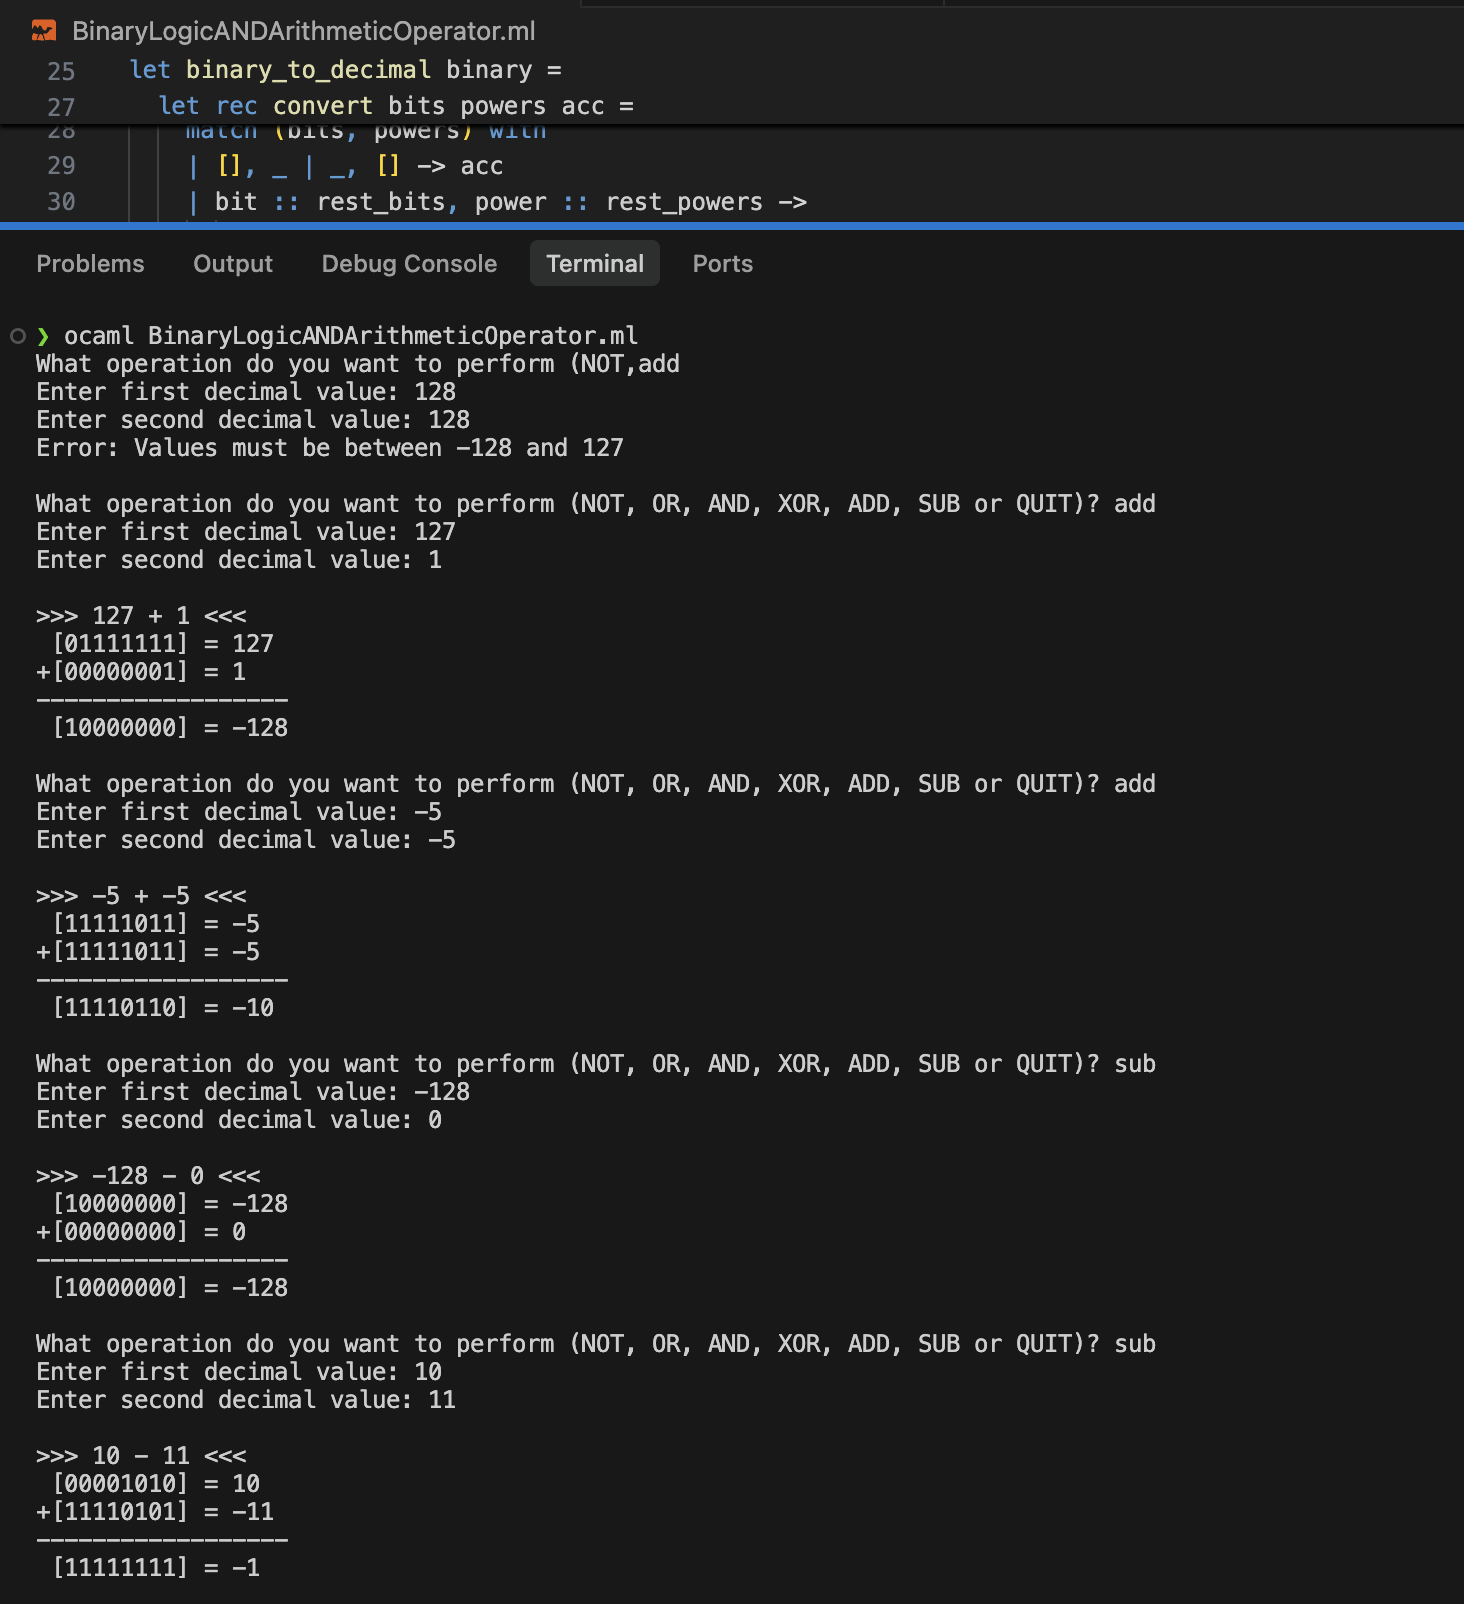 BinaryLogicANDArithmeticOperator.ml
25 let binary_to_decimal binary =
27 let rec convert bits powers acc =
28 match (bits, powers) with
29 | [], _ | _, [] -> acc
30 | bit :: rest_bits, power :: rest_powers ->
Problems Output Debug Console Terminal Ports
❯ ocaml BinaryLogicANDArithmeticOperator.ml
What operation do you want to perform (NOT,add
Enter first decimal value: 128
Enter second decimal value: 128
Error: Values must be between -128 and 127
What operation do you want to perform (NOT, OR, AND, XOR, ADD, SUB or QUIT)? add
Enter first decimal value: 127
Enter second decimal value: 1
>>> 127 + 1 <<<
[01111111] = 127
+[00000001] = 1
------------------
[10000000] = -128
What operation do you want to perform (NOT, OR, AND, XOR, ADD, SUB or QUIT)? add
Enter first decimal value: -5
Enter second decimal value: -5
>>> -5 + -5 <<<
[11111011] = -5
+[11111011] = -5
------------------
[11110110] = -10
What operation do you want to perform (NOT, OR, AND, XOR, ADD, SUB or QUIT)? sub
Enter first decimal value: -128
Enter second decimal value: 0
>>> -128 - 0 <<<
[10000000] = -128
+[00000000] = 0
------------------
[10000000] = -128
What operation do you want to perform (NOT, OR, AND, XOR, ADD, SUB or QUIT)? sub
Enter first decimal value: 10
Enter second decimal value: 11
>>> 10 - 11 <<<
[00001010] = 10
+[11110101] = -11
------------------
[11111111] = -1